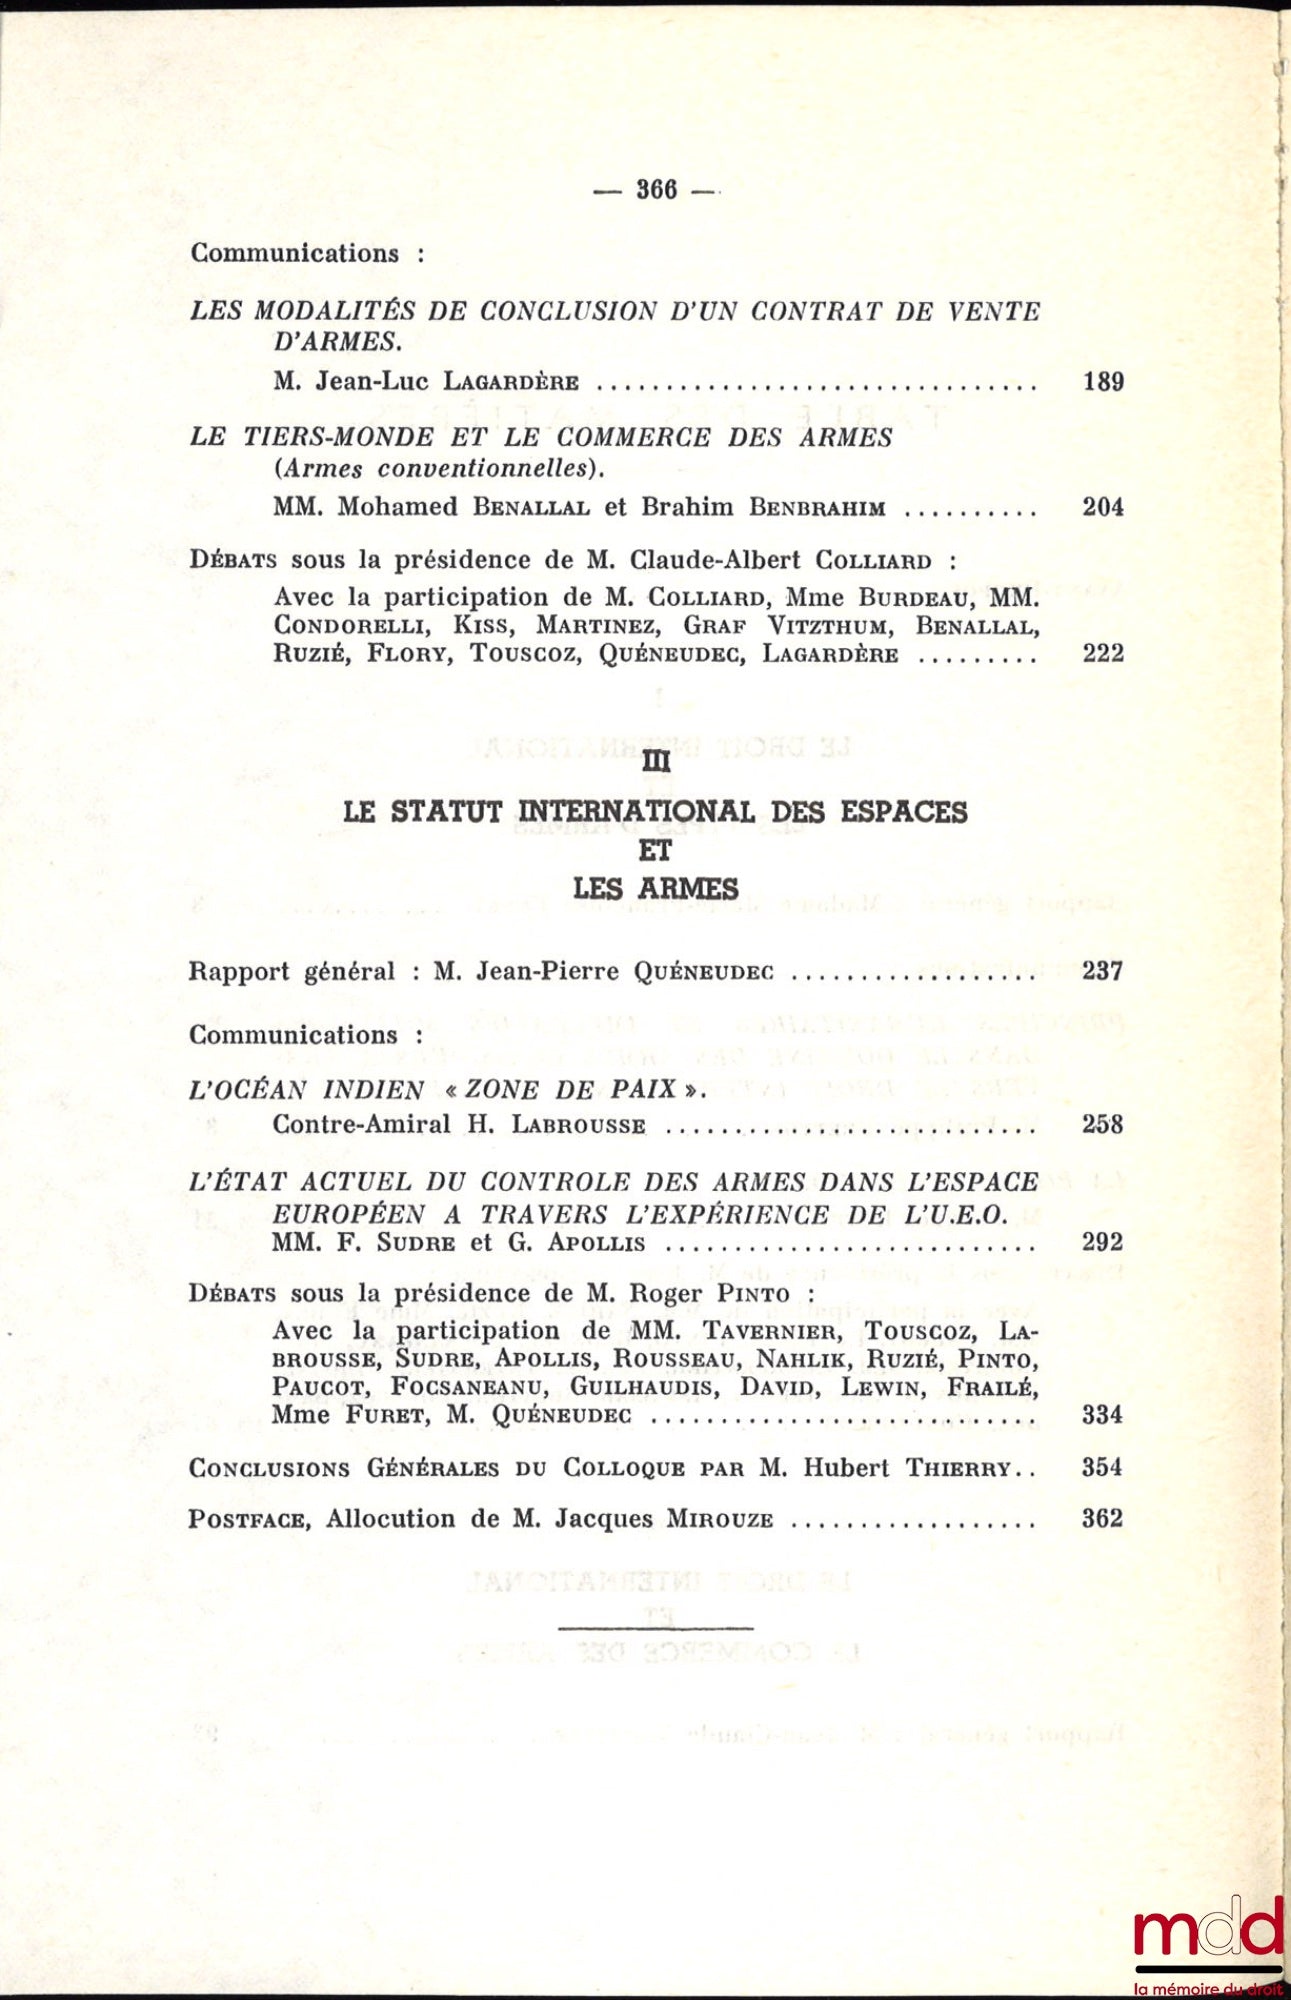 — 366 —
Communications :
LES MODALITÉS DE CONCLUSION D'UN CONTRAT DE VENTE
D'ARMES.
M. Jean-Luc LAGARDÈRE ................................ 189
LE TIERS-MONDE ET LE COMMERCE DES ARMES
(Armes conventionnelles).
MM. Mohamed BENALLAL et Brahim BENBRAHIM .......... 204
DÉBATS sous la présidence de M. Claude-Albert COLLIARD :
Avec la participation de M. COLLIARD, Mme BURDEAU, MM.
CONDORELLI, KISS, MARTINEZ, GRAF VITZTHUM, BENALLAL,
RUZIÉ, FLORY, TOUSCOZ, QUÉNEUDEC, LAGARDÈRE ......... 222
III
LE STATUT INTERNATIONAL DES ESPACES
ET
LES ARMES
Rapport général : M. Jean-Pierre QUÉNEUDEC .................. 237
Communications :
L'OCÉAN INDIEN « ZONE DE PAIX ».
Contre-Amiral H. LABROUSSE ........................... 258
L'ÉTAT ACTUEL DU CONTROLE DES ARMES DANS L'ESPACE
EUROPÉEN A TRAVERS L'EXPÉRIENCE DE L'U.E.O.
MM. F. SUDRE et G. APOLLIS ........................... 292
DÉBATS sous la présidence de M. Roger PINTO :
Avec la participation de MM. TAVERNIER, TOUSCOZ, LA-
BROUSSE, SUDRE, APOLLIS, ROUSSEAU, NAHLIK, RUZIÉ, PINTO,
PAUCOT, FOCSANEANU, GUILHAUDIS, DAVID, LEWIN, FRAILÉ,
Mme FURET, M. QUÉNEUDEC ............................ 334
CONCLUSIONS GÉNÉRALES DU COLLOQUE PAR M. Hubert THIERRY.. 354
POSTFACE, Allocution de M. Jacques MIROUZE .................. 362
mdd
la mémoire du droit